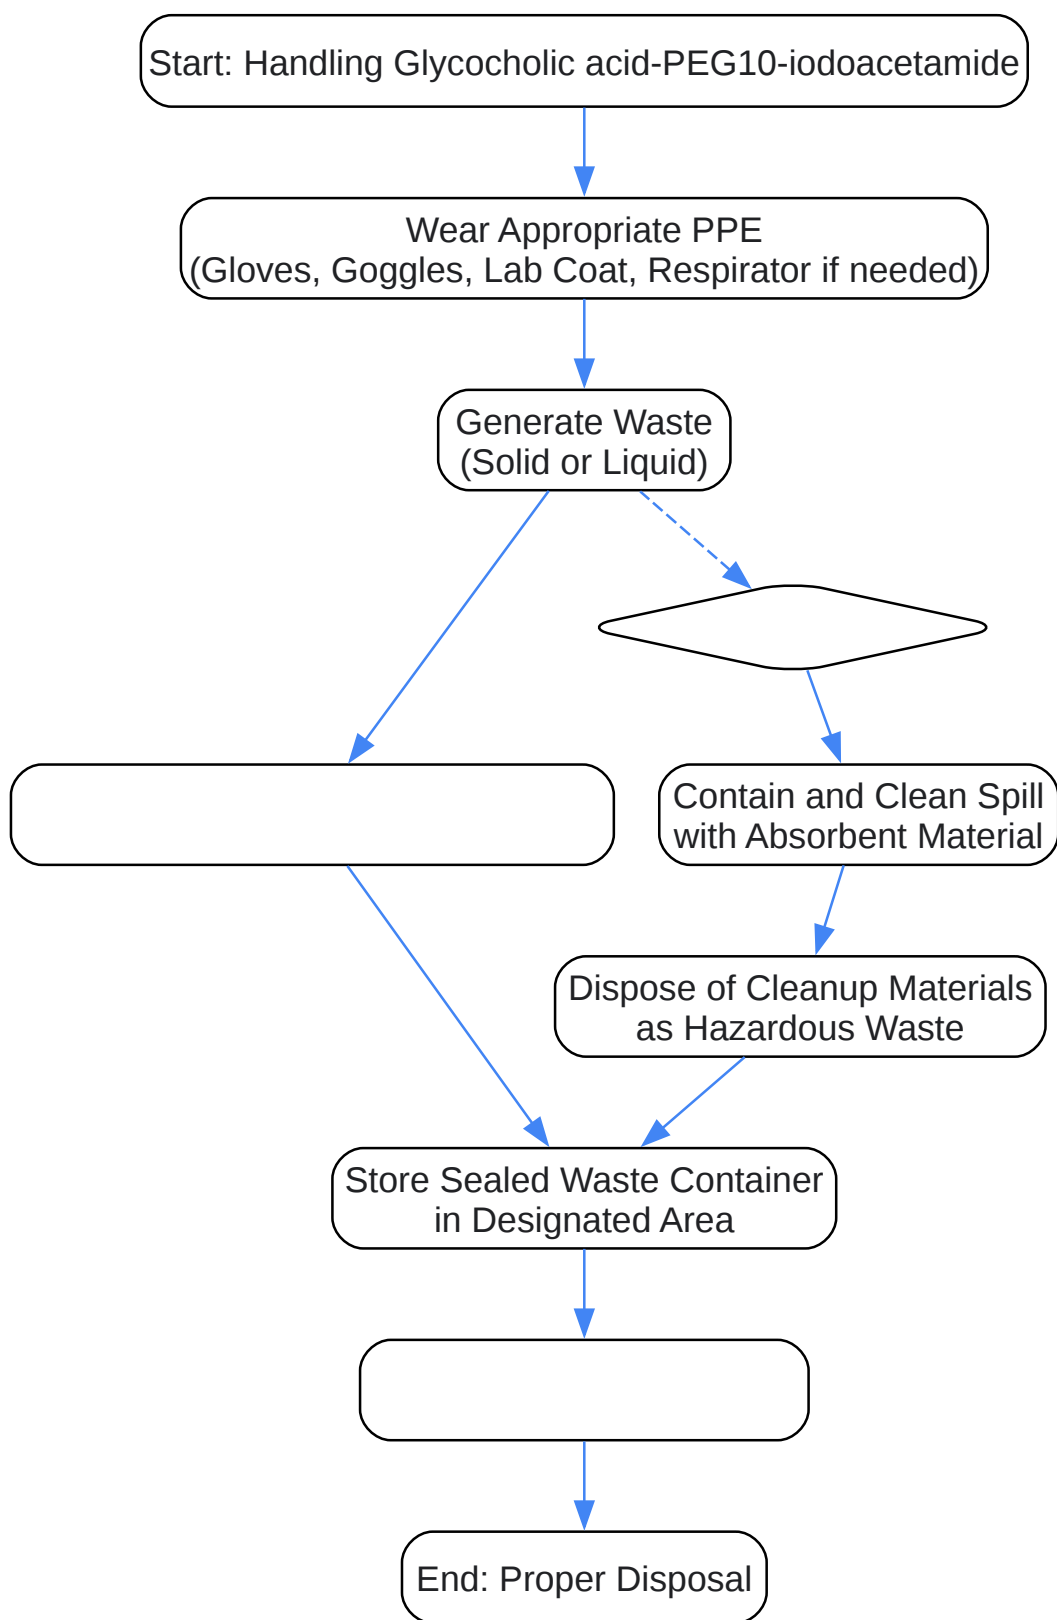 Start: Handling Glycocholic acid-PEG10-iodoacetamide
Wear Appropriate PPE
(Gloves, Goggles, Lab Coat, Respirator if needed)
Generate Waste
(Solid or Liquid)
Contain and Clean Spill
with Absorbent Material
Dispose of Cleanup Materials
as Hazardous Waste
Store Sealed Waste Container
in Designated Area
End: Proper Disposal